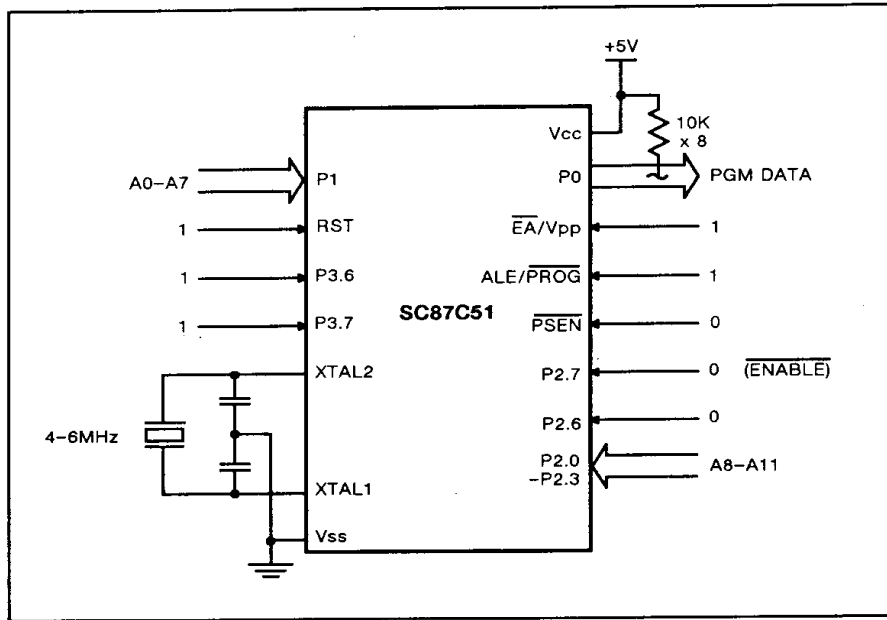 +5V
Vcc
10K
x 8
A0-A7
P1
P0
PGM DATA
1
RST
EA/Vpp
1
1
P3.6
ALE/PROG
1
SC87C51
1
P3.7
PSEN
0
XTAL2
P2.7
0
(ENABLE)
4-6MHz
P2.6
0
P2.0
-P2.3
A8-A11
XTAL1
Vss